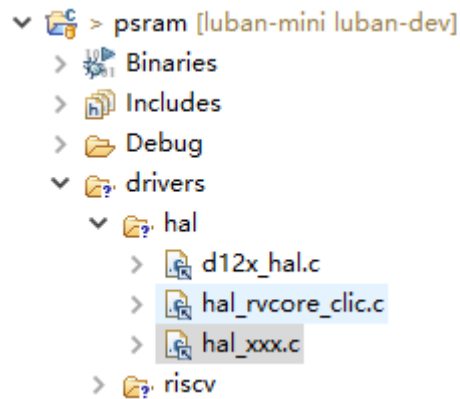 > psram [luban-mini luban-dev]
Binaries
Includes
Debug
drivers
hal
d12x_hal.c
hal_rvcore_clic.c
hal_xxx.c
riscv